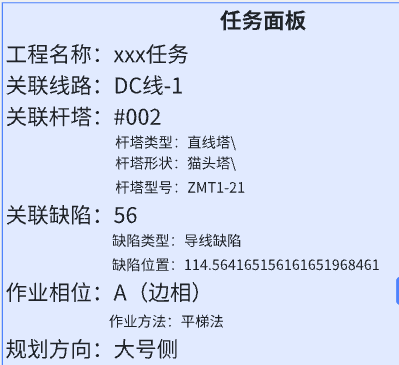 任务面板
工程名称：xxx任务
关联线路：DC线-1
关联杆塔：#002
杆塔类型：直线塔\
杆塔形状：猫头塔\
杆塔型号：ZMT1-21
关联缺陷：56
缺陷类型：导线缺陷
缺陷位置：114.564165156161651968461
作业相位：A（边相）
作业方法：平梯法
规划方向：大号侧